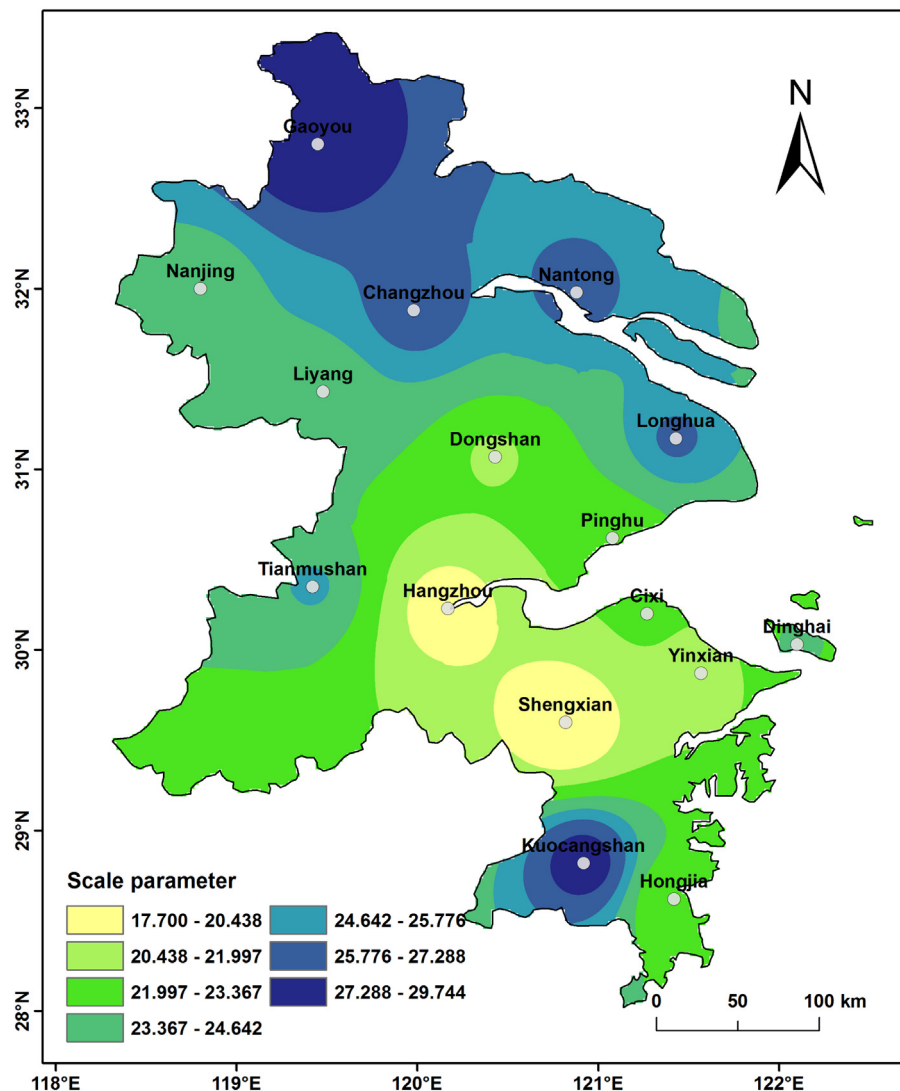 N
33°N
32°N
31°N
30°N
29°N
28°N
Gaoyou
Nanjing
Changzhou
Nantong
Liyang
Longhua
Dongshan
Pinghu
Tianmushan
Hangzhou
Cixi
Dinghai
Yinxian
Shengxian
Kuocangshan
Hongjia
Scale parameter
17.700 - 20.438
20.438 - 21.997
21.997 - 23.367
23.367 - 24.642
24.642 - 25.776
25.776 - 27.288
27.288 - 29.744
0 50 100 km
118°E 119°E 120°E 121°E 122°E